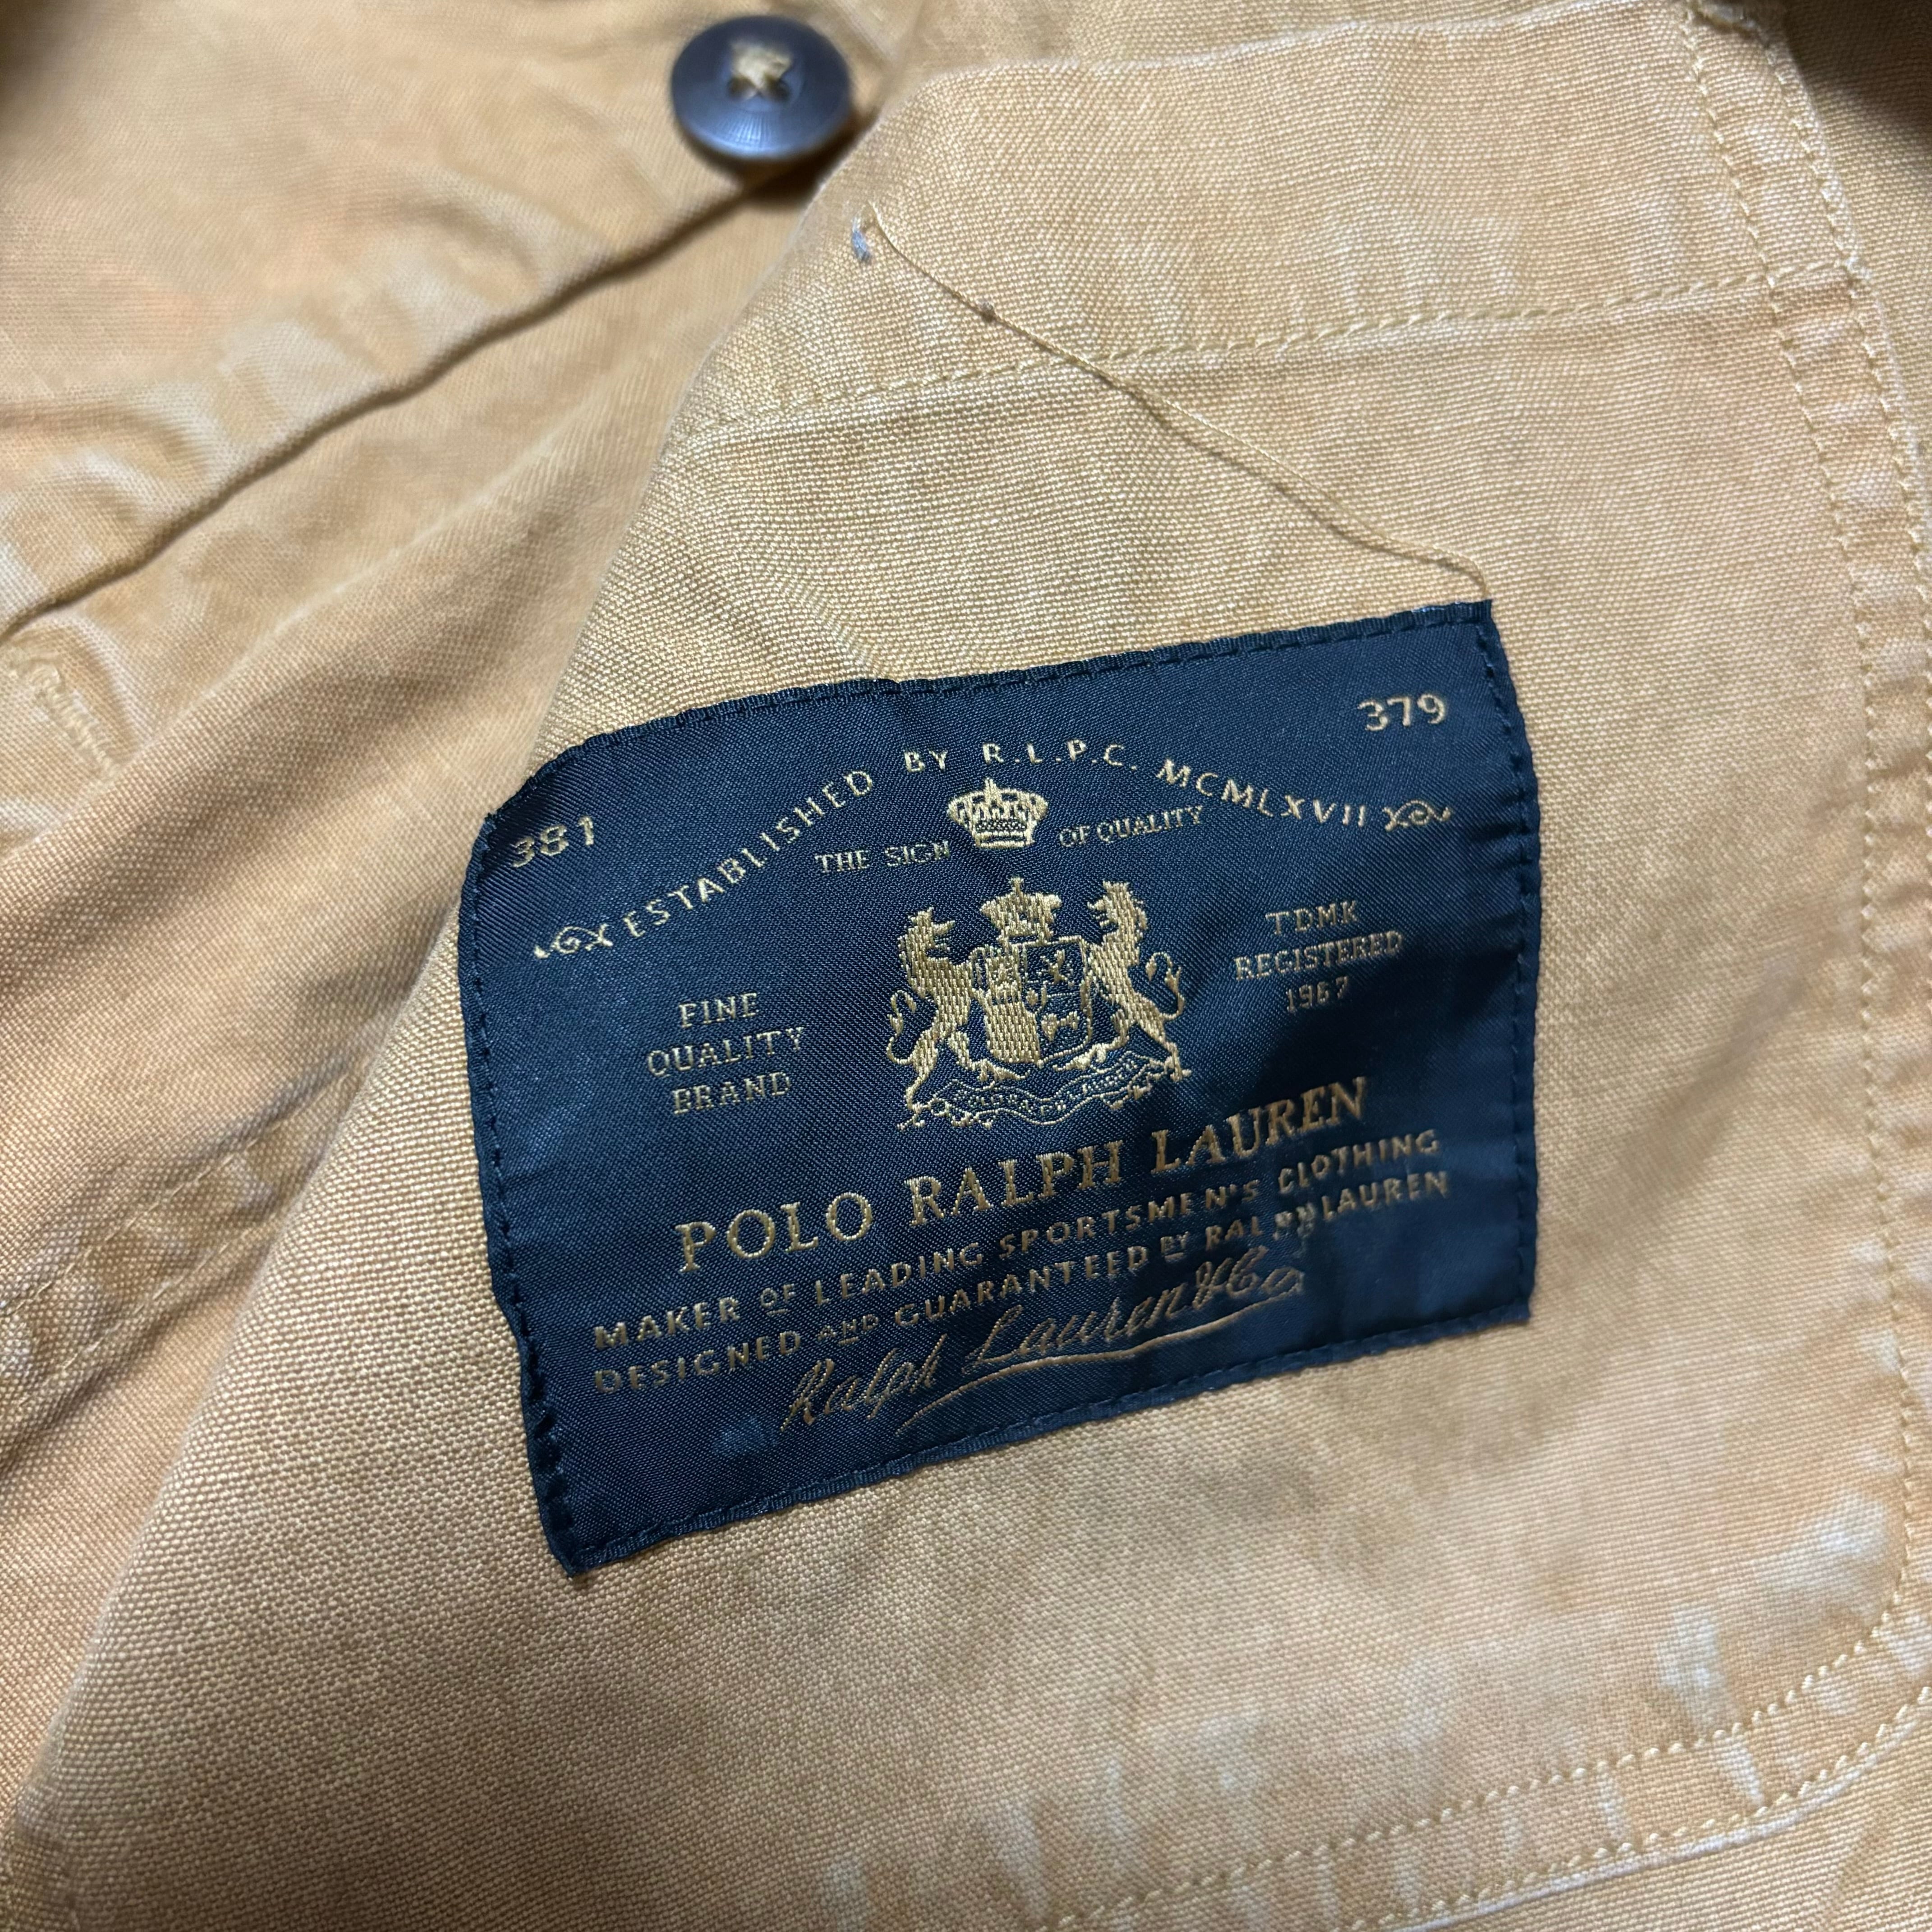 379
381
ESTABLISHED BY R.L.P.C. MCMLXVII
THE SIGN OF QUALITY
FINE
QUALITY
BRAND
TDMK
REGISTERED
1967
POLO RALPH LAUREN
MAKER OF LEADING SPORTSMEN'S CLOTHING
DESIGNED AND GUARANTEED BY RALPH LAUREN
Ralph Lauren & Co.